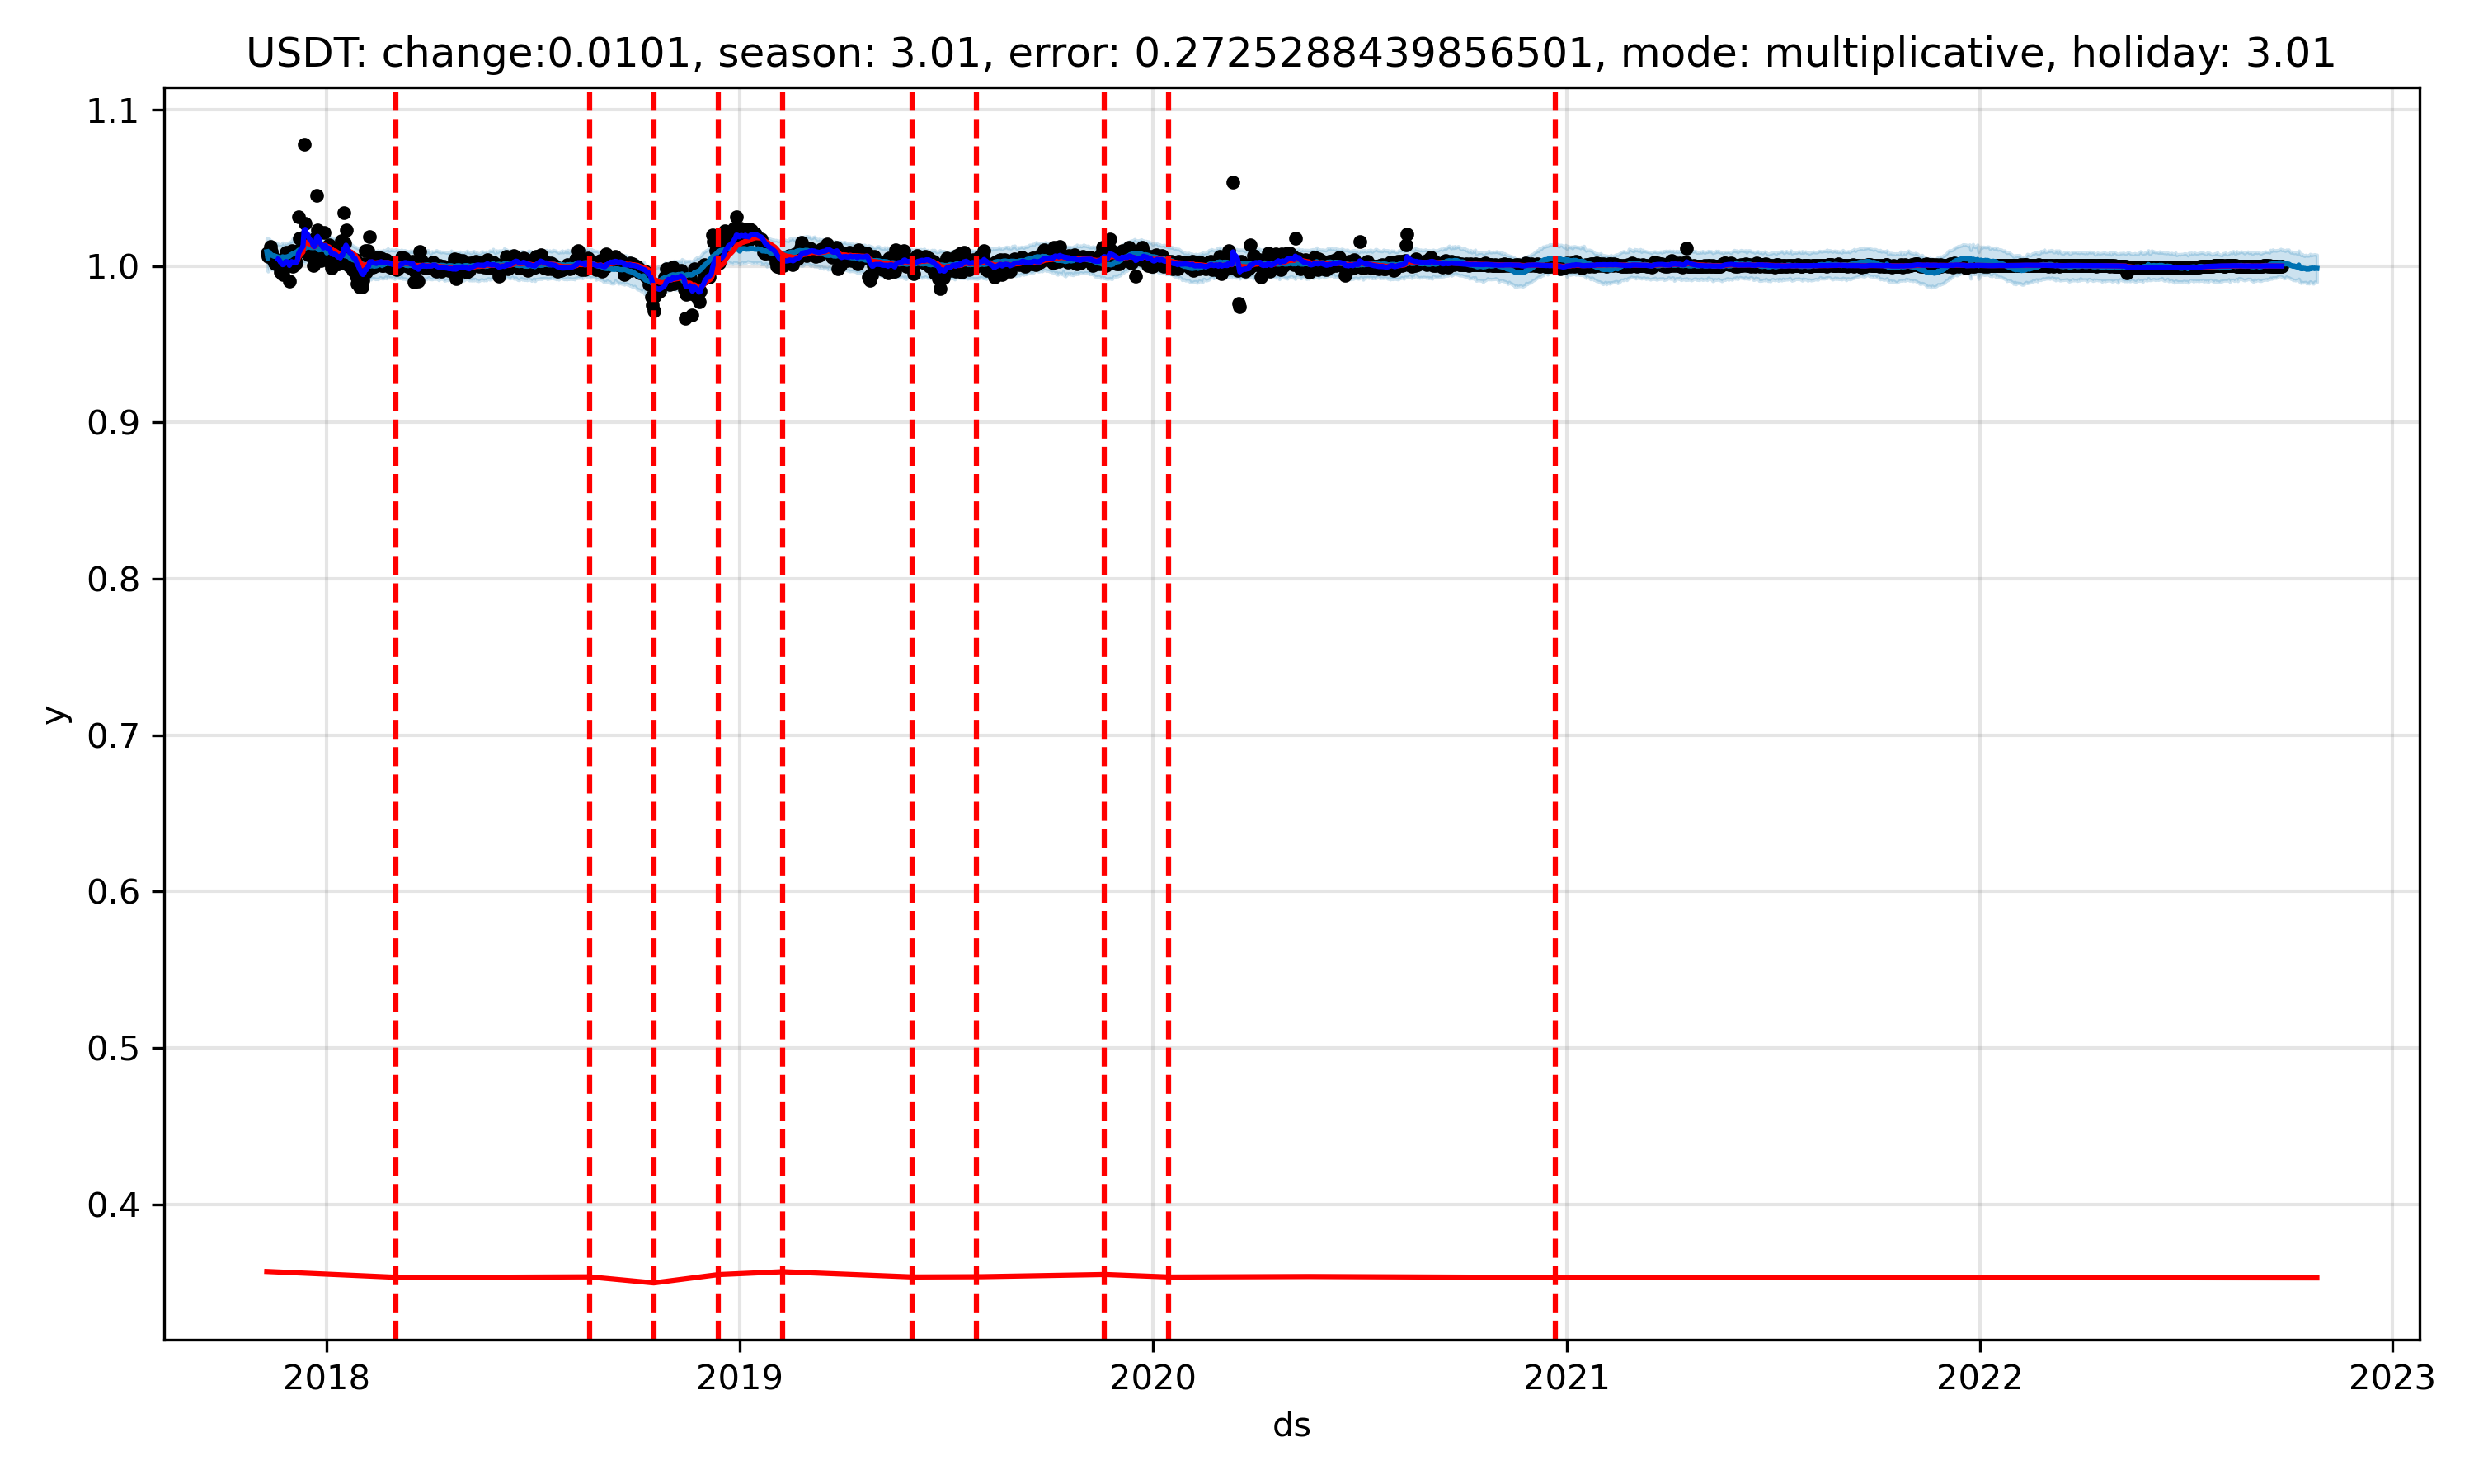 USDT: change:0.0101, season: 3.01, error: 0.2725288439856501, mode: multiplicative, holiday: 3.01
1.1
1.0
0.9
0.8
0.7
0.6
0.5
0.4
y
2018 2019 2020 2021 2022 2023
ds